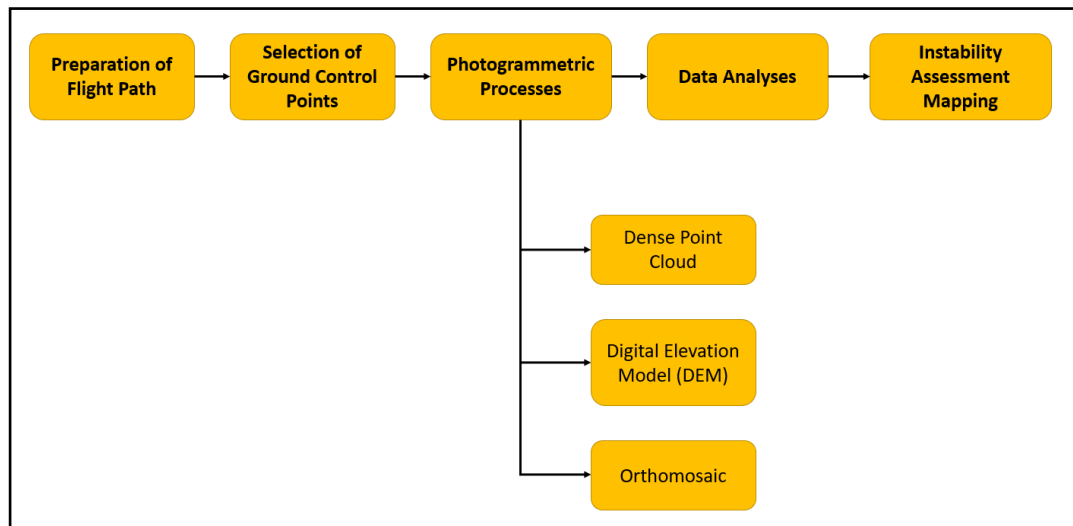 Preparation of
Flight Path
Selection of
Ground Control
Points
Photogrammetric
Processes
Data Analyses
Instability
Assessment
Mapping
Dense Point
Cloud
Digital Elevation
Model (DEM)
Orthomosaic